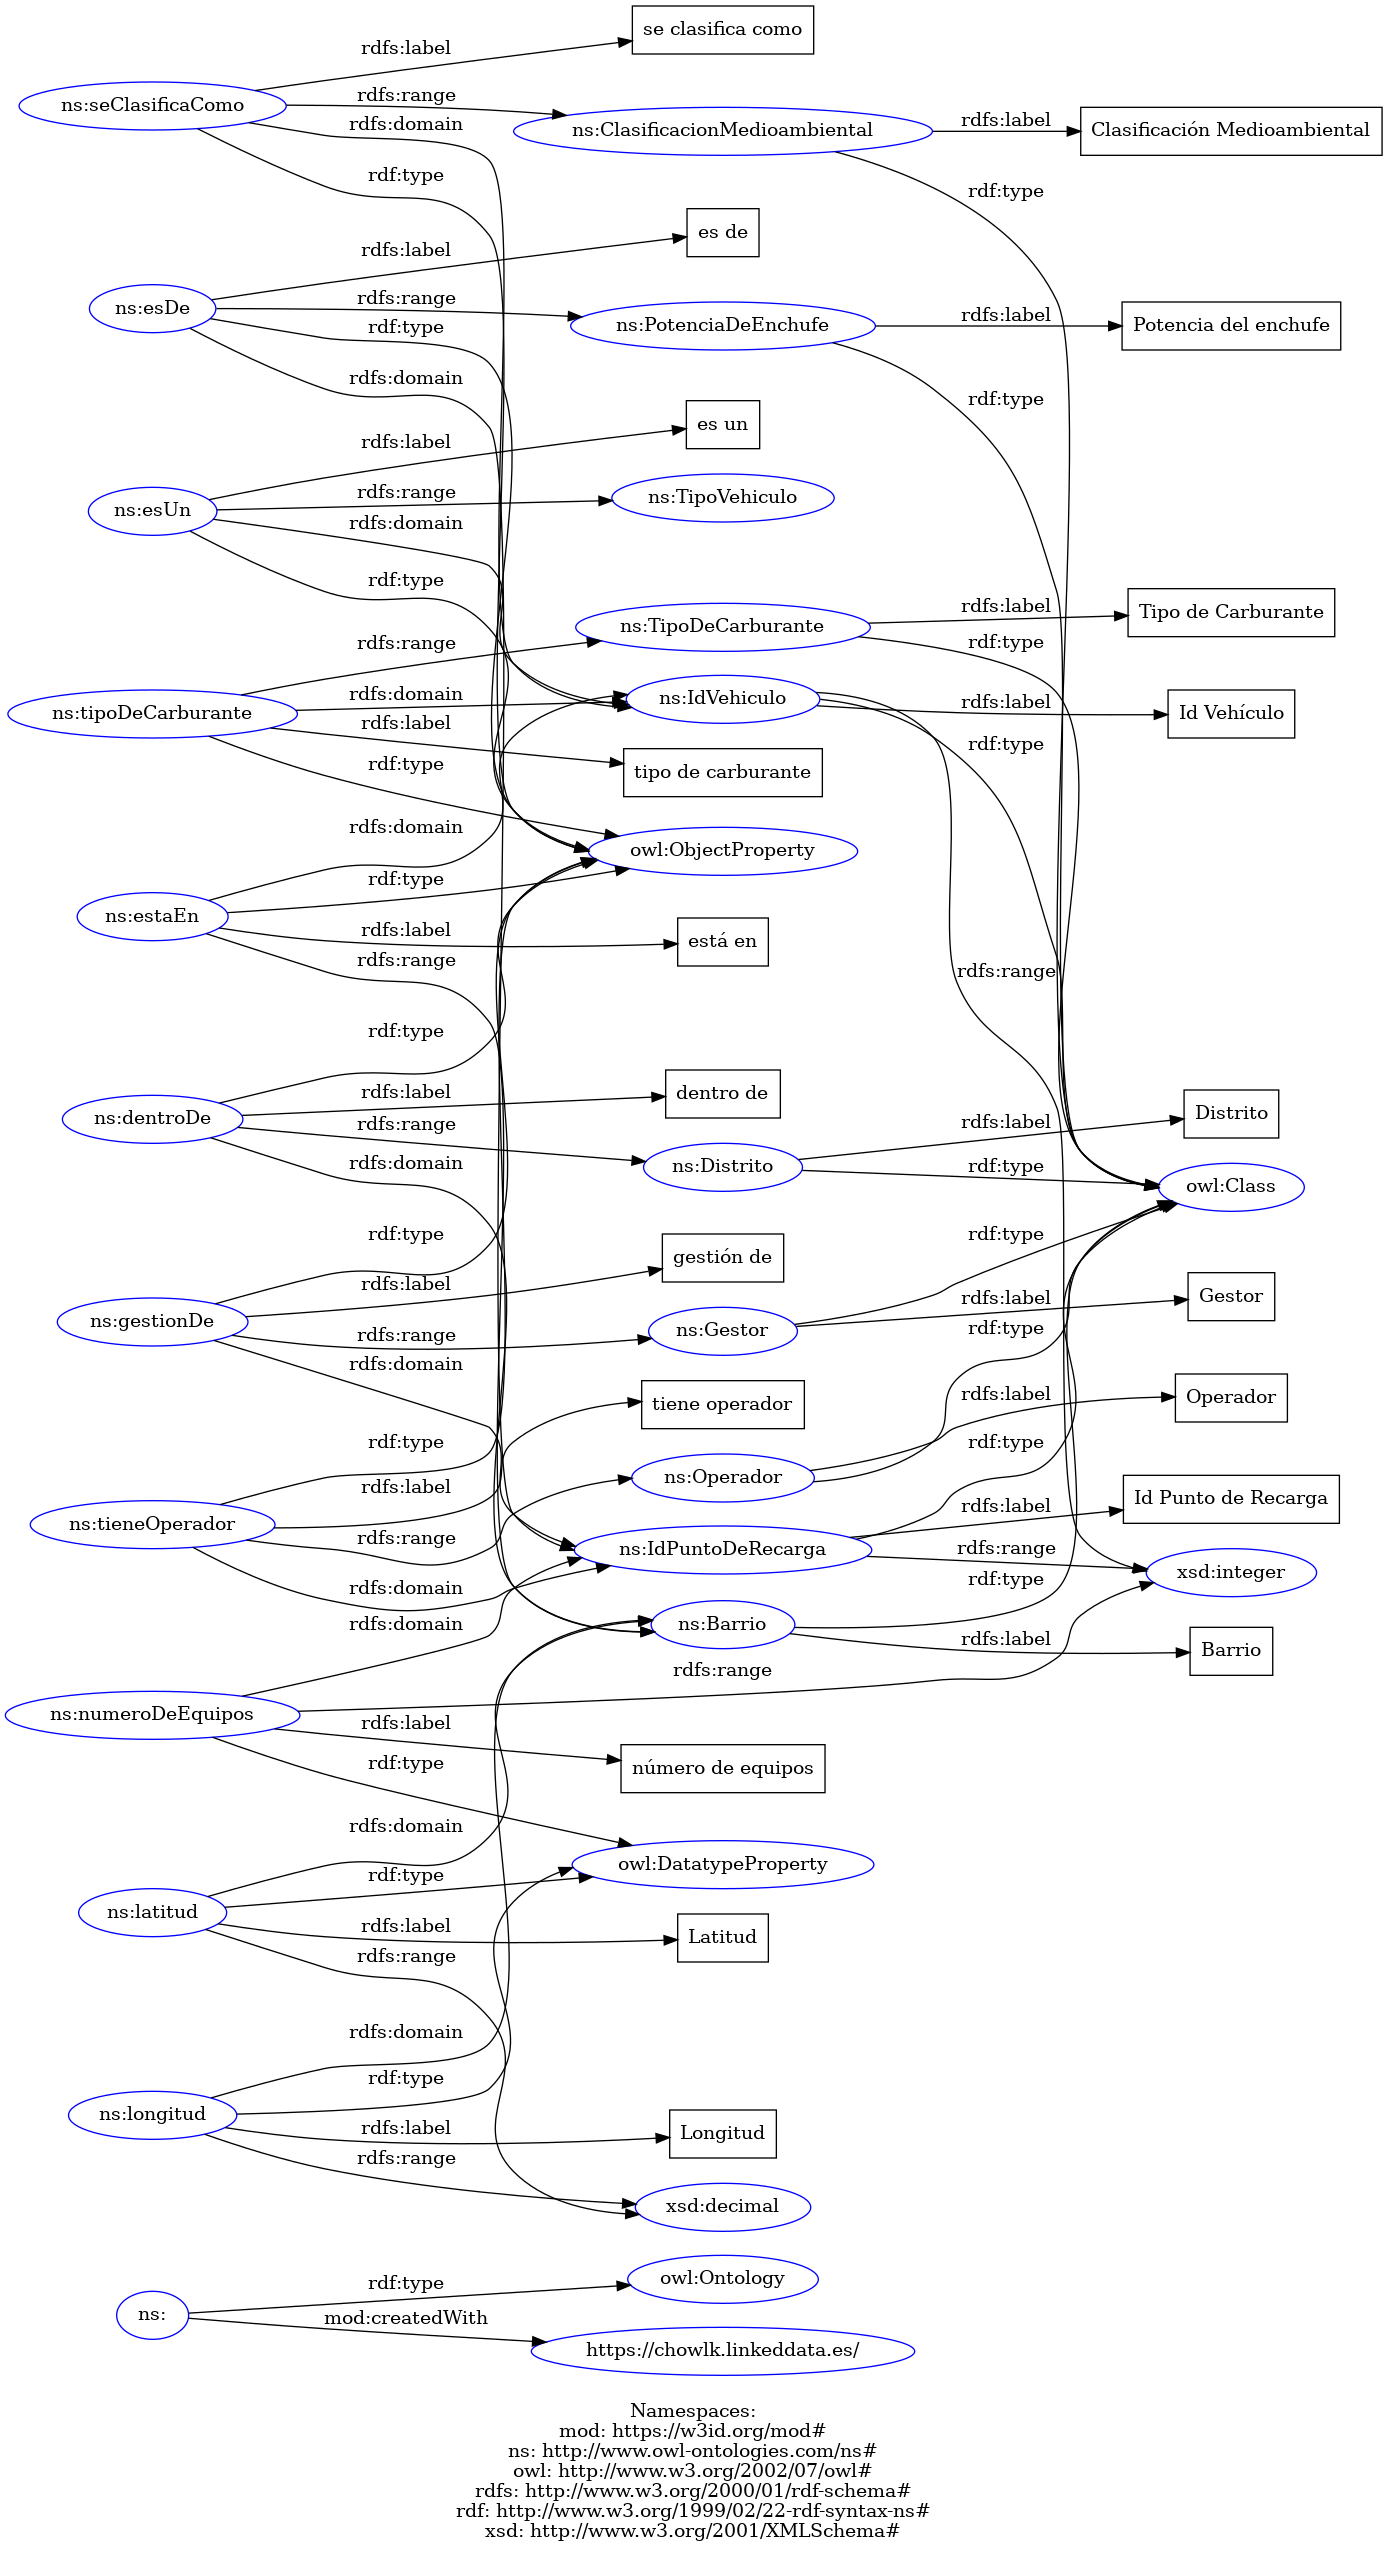 se clasifica como
rdfs:label
ns:seClasificaComo
rdfs:range
rdfs:domain
rdf:type
ns:ClasificacionMedioambiental
rdfs:label
Clasificación Medioambiental
rdf:type
es de
rdfs:label
ns:esDe
rdfs:range
rdf:type
rdfs:domain
ns:PotenciaDeEnchufe
rdfs:label
Potencia del enchufe
rdf:type
es un
rdfs:label
ns:esUn
rdfs:range
rdfs:domain
rdf:type
ns:TipoVehiculo
ns:TipoDeCarburante
rdfs:label
Tipo de Carburante
rdf:type
rdfs:range
ns:tipoDeCarburante
rdfs:domain
rdfs:label
rdf:type
ns:IdVehiculo
rdfs:label
Id Vehículo
rdf:type
rdfs:range
tipo de carburante
owl:ObjectProperty
rdfs:domain
rdf:type
ns:estaEn
rdfs:label
rdfs:range
está en
rdf:type
rdfs:label
ns:dentroDe
rdfs:range
rdfs:domain
dentro de
ns:Distrito
rdfs:label
Distrito
rdf:type
owl:Class
rdf:type
rdfs:label
ns:gestionDe
rdfs:range
rdfs:domain
gestión de
ns:Gestor
rdf:type
rdfs:label
Gestor
rdf:type
rdfs:label
Operador
tiene operador
rdf:type
rdfs:label
ns:tieneOperador
rdfs:range
rdfs:domain
ns:Operador
rdf:type
rdfs:label
Id Punto de Recarga
ns:IdPuntoDeRecarga
rdfs:range
xsd:integer
rdf:type
ns:Barrio
rdfs:label
Barrio
rdfs:domain
rdfs:range
ns:numeroDeEquipos
rdfs:label
rdf:type
número de equipos
rdfs:domain
owl:DatatypeProperty
rdf:type
ns:latitud
rdfs:label
rdfs:range
Latitud
rdfs:domain
rdf:type
ns:longitud
rdfs:label
rdfs:range
Longitud
xsd:decimal
owl:Ontology
rdf:type
ns:
mod:createdWith
https://chowlk.linkeddata.es/
Namespaces:
mod: https://w3id.org/mod#
ns: http://www.owl-ontologies.com/ns#
owl: http://www.w3.org/2002/07/owl#
rdfs: http://www.w3.org/2000/01/rdf-schema#
rdf: http://www.w3.org/1999/02/22-rdf-syntax-ns#
xsd: http://www.w3.org/2001/XMLSchema#